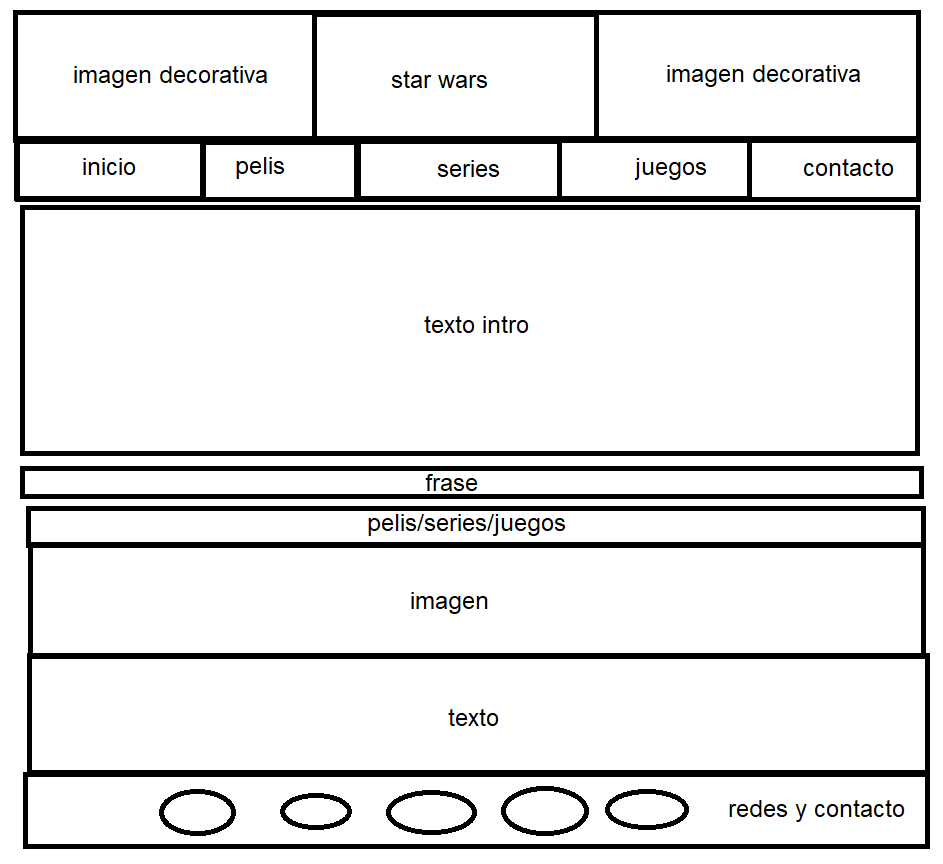 imagen decorativa
star wars
imagen decorativa
inicio
pelis
series
juegos
contacto
texto intro
frase
pelis/series/juegos
imagen
texto
redes y contacto